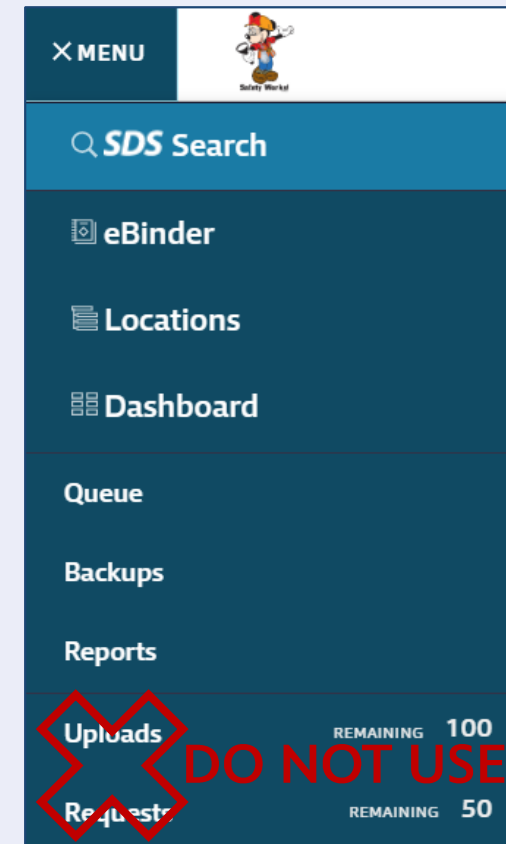 MENU
Safety Works!
SDS Search
eBinder
Locations
Dashboard
Queue
Backups
Reports
Uploads REMAINING 100
DO NOT USE
Requests REMAINING 50